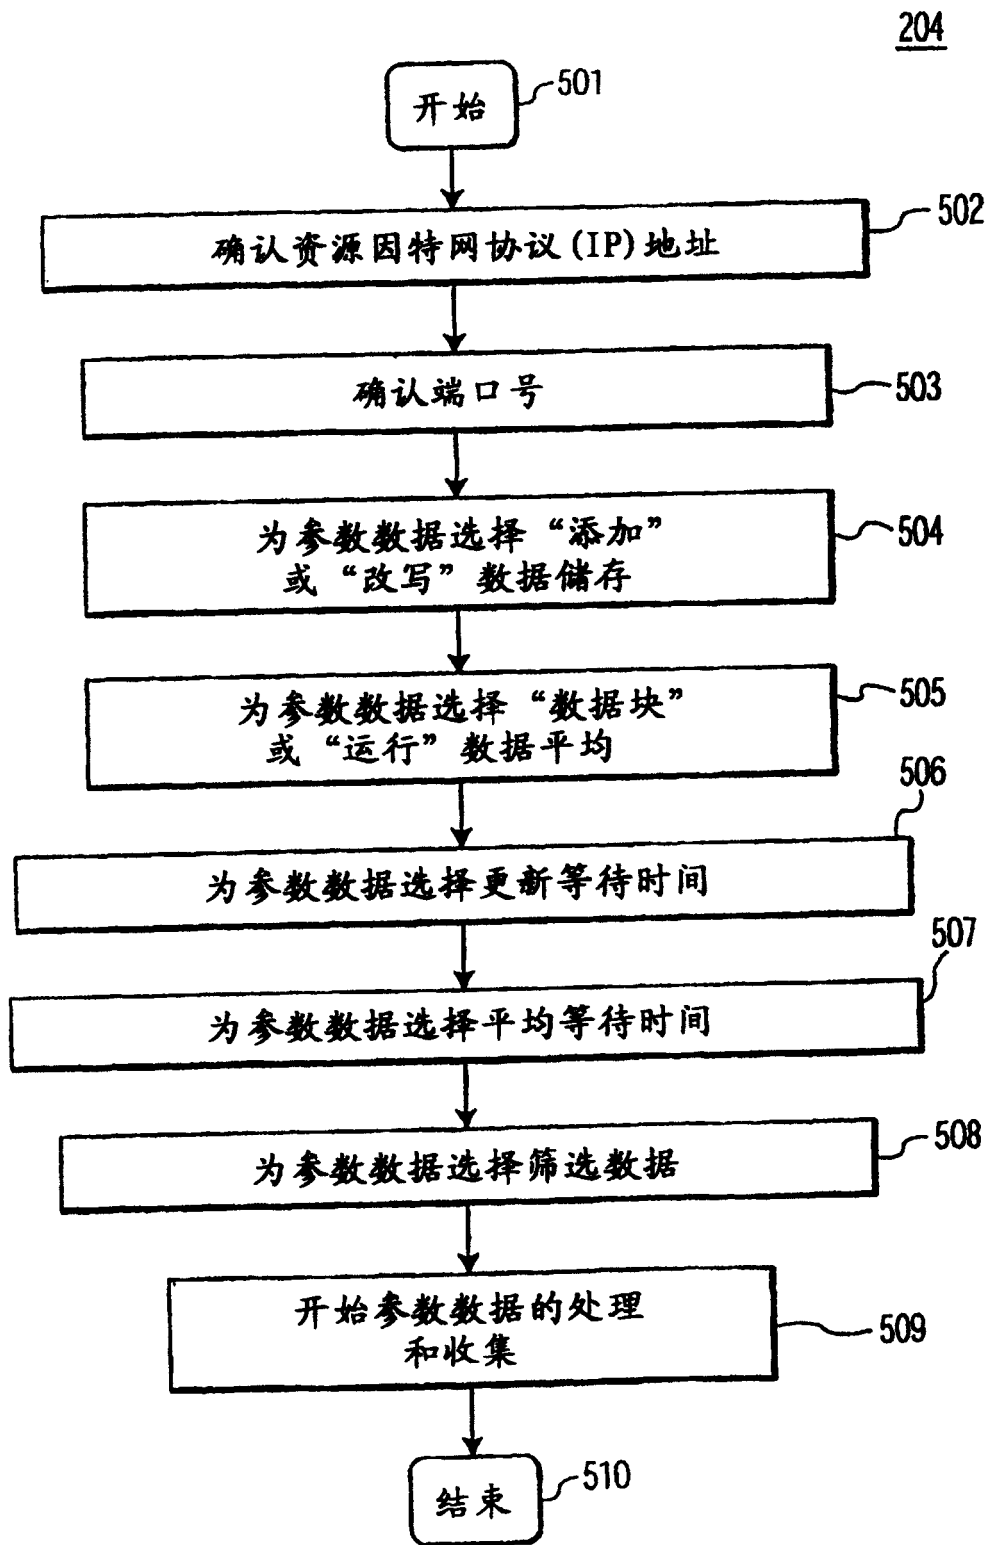 204
开始
501
确认资源因特网协议(IP)地址
502
确认端口号
503
为参数数据选择“添加”
或“改写”数据储存
504
为参数数据选择“数据块”
或“运行”数据平均
505
为参数数据选择更新等待时间
506
为参数数据选择平均等待时间
507
为参数数据选择筛选数据
508
开始参数数据的处理
和收集
509
结束
510